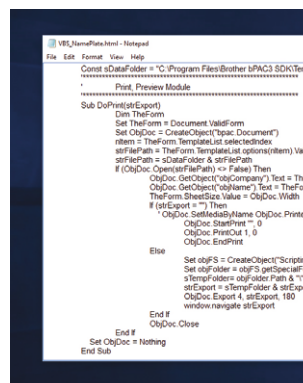 VBS_NamePlate.html - Notepad
File Edit Format View Help
Const sDataFolder = "C:\Program Files\Brother bPAC3 SDK\Tem
'*******************************************************
' Print, Preview Module
'*******************************************************
Sub DoPrint(strExport)
Dim TheForm
Set TheForm = Document.ValidForm
Set ObjDoc = CreateObject("bpac.Document")
nItem = TheForm.TemplateList.selectedIndex
strFilePath = TheForm.TemplateList.options(nItem).Va
strFilePath = sDataFolder & strFilePath
If (ObjDoc.Open(strFilePath) <> False) Then
ObjDoc.GetObject("objCompany").Text = Th
ObjDoc.GetObject("objName").Text = TheFo
TheForm.SheetSize.Value = ObjDoc.Width
If (strExport = "") Then
' ObjDoc.SetMediaByName ObjDoc.Printe
ObjDoc.StartPrint "", 0
ObjDoc.PrintOut 1, 0
ObjDoc.EndPrint
Else
Set objFS = CreateObject("Scriptin
Set objFolder = objFS.getSpecialF
sTempFolder= objFolder.Path & "\"
strExport = sTempFolder & strExp
ObjDoc.Export 4, strExport, 180
window.navigate strExport
End If
ObjDoc.Close
End If
Set ObjDoc = Nothing
End Sub